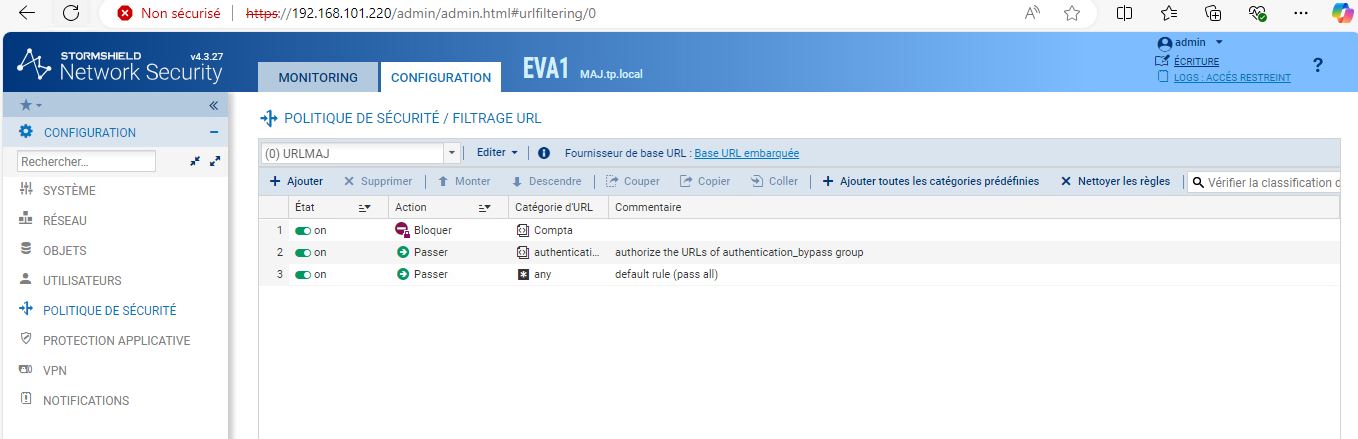 Non sécurisé https://192.168.101.220/admin/admin.html#urlfiltering/0
STORMSHIELD v4.3.27
Network Security
MONITORING CONFIGURATION EVA1 MAJ.tp.local
admin
ÉCRITURE
LOGS : ACCÉS RESTREINT
?
CONFIGURATION
Rechercher...
SYSTÈME
RÉSEAU
OBJETS
UTILISATEURS
POLITIQUE DE SÉCURITÉ
PROTECTION APPLICATIVE
VPN
NOTIFICATIONS
POLITIQUE DE SÉCURITÉ / FILTRAGE URL
(0) URLMAJ Editer Fournisseur de base URL : Base URL embarquée
Ajouter Supprimer Monter Descendre Couper Copier Coller Ajouter toutes les catégories prédéfinies Nettoyer les règles Vérifier la classification d
État Action Catégorie d'URL Commentaire
1 on Bloquer Compta
2 on Passer authenticati... authorize the URLs of authentication_bypass group
3 on Passer any default rule (pass all)